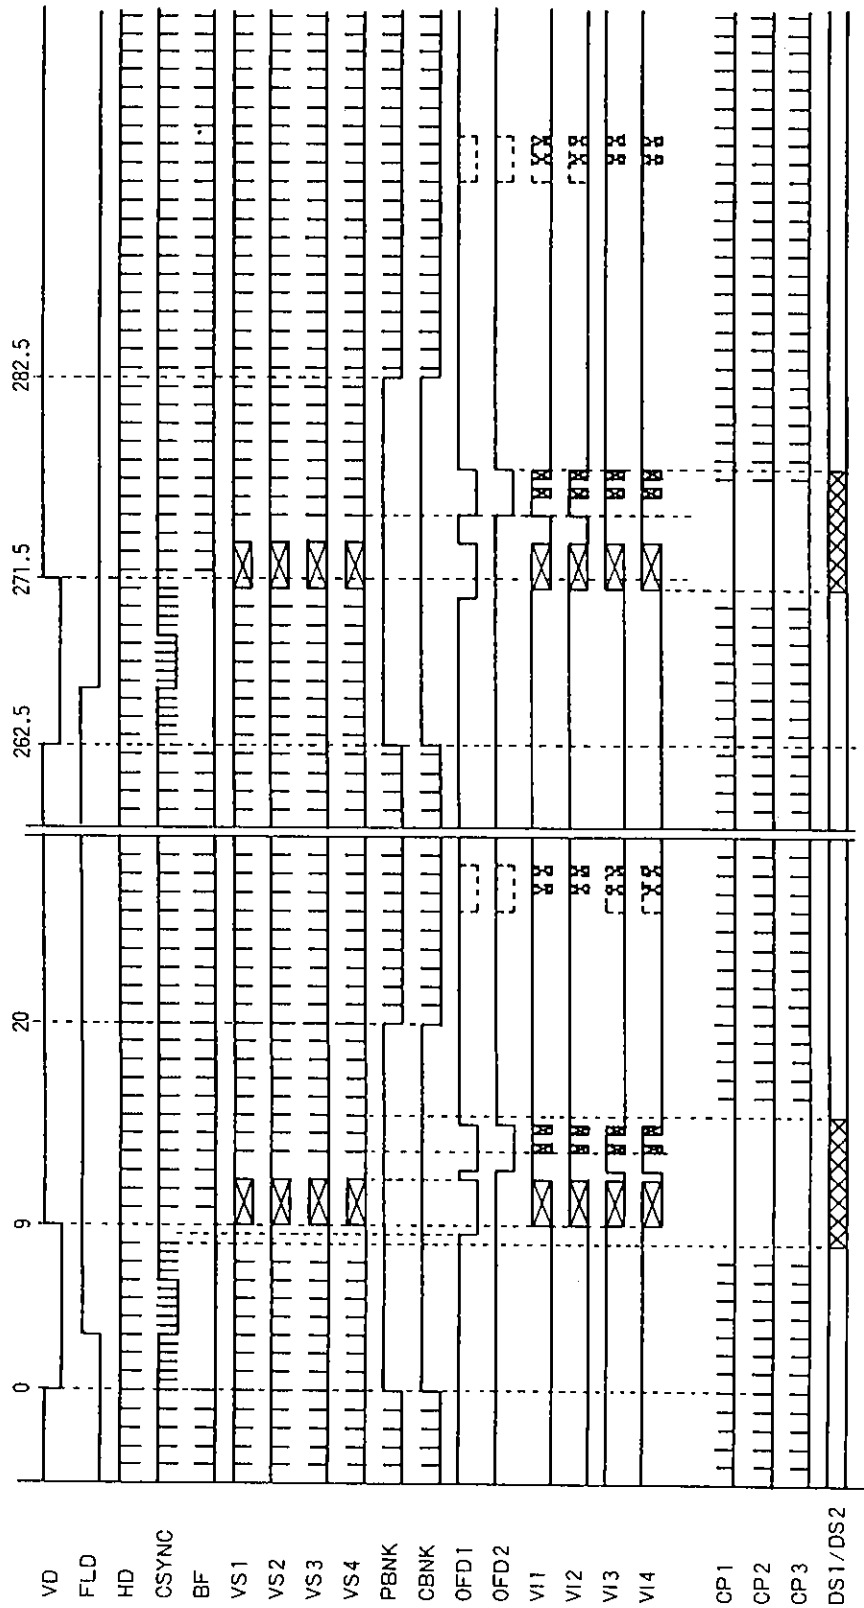 0
9
20
262.5
271.5
282.5
VD
FLD
HD
CSYNC
BF
VS1
VS2
VS3
VS4
PBNK
CBNK
OFD1
OFD2
VI1
VI2
VI3
VI4
CP1
CP2
CP3
DS1/DS2